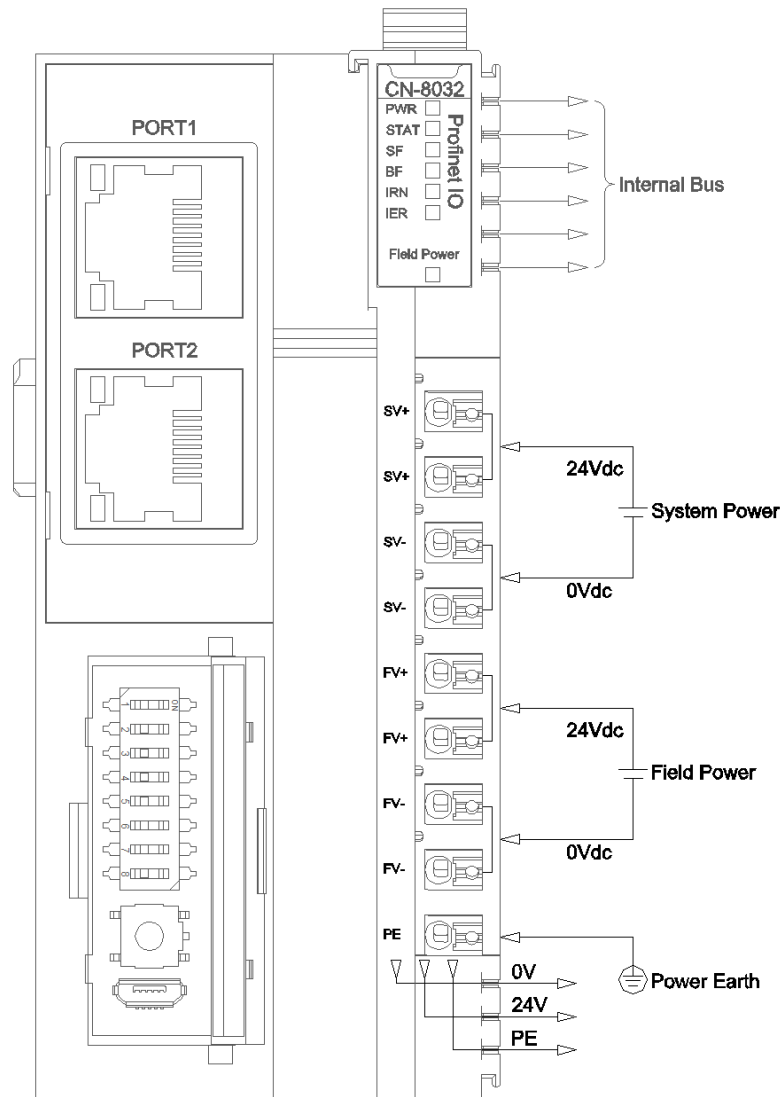 CN-8032
PWR
STAT
SF
BF
IRN
IER
Profinet IO
Field Power
PORT1
PORT2
Internal Bus
SV+
SV+
SV-
SV-
FV+
FV+
FV-
FV-
PE
24Vdc
System Power
0Vdc
24Vdc
Field Power
0Vdc
Power Earth
0V
24V
PE
ON
1
2
3
4
5
6
7
8